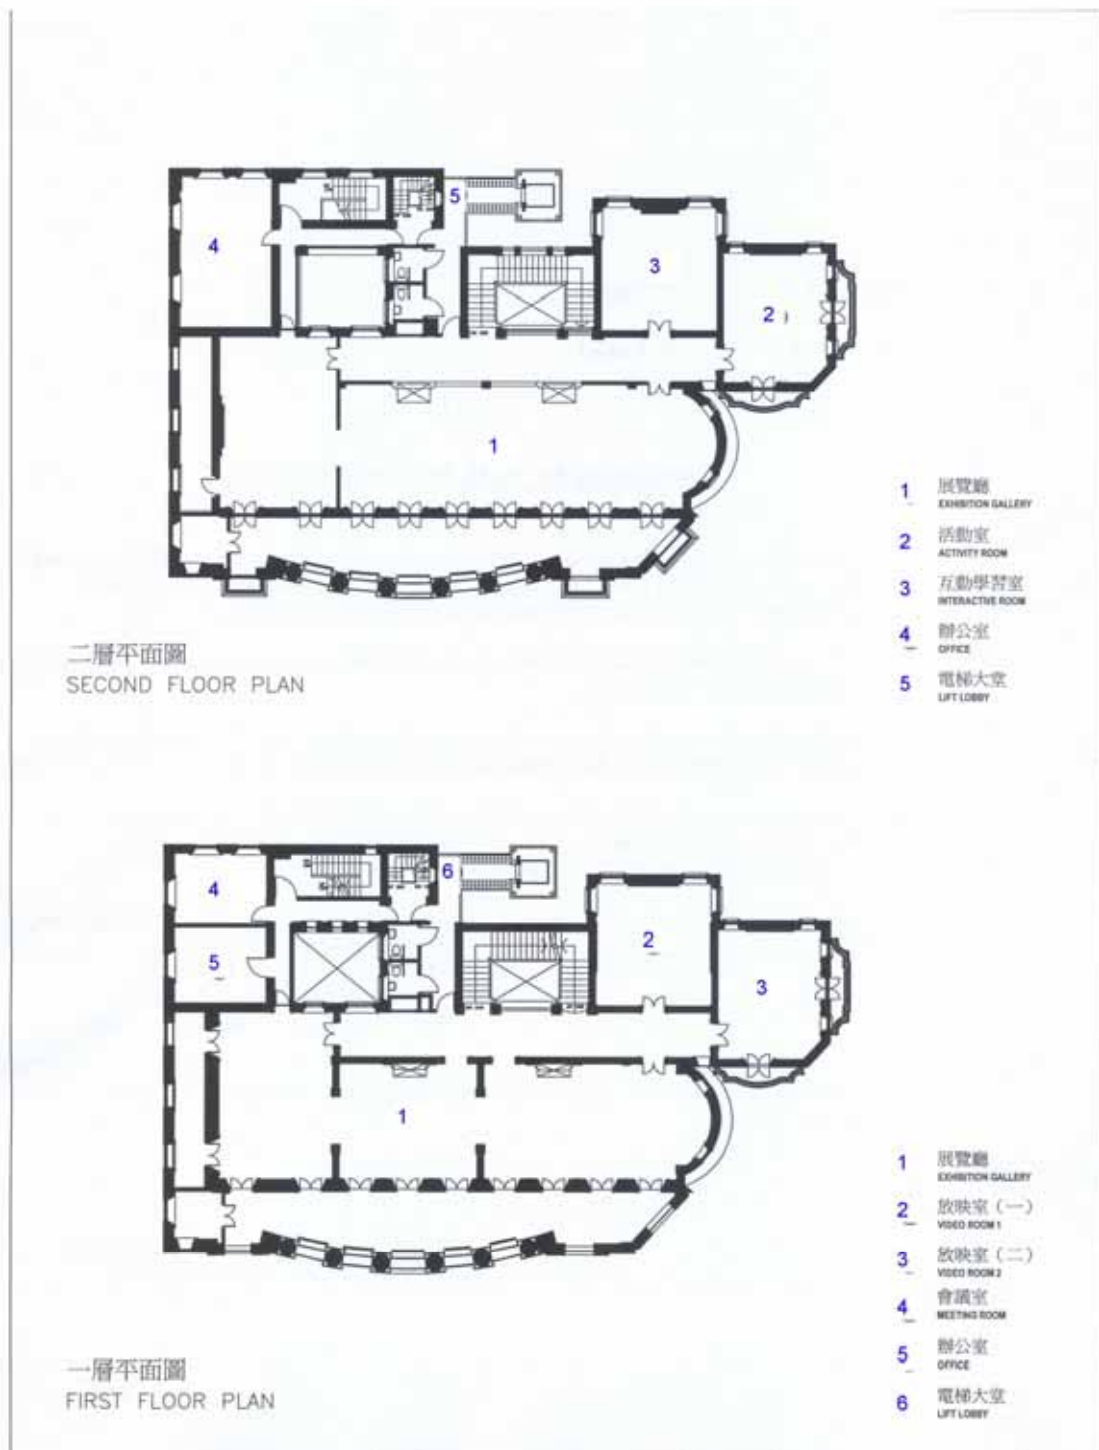 5
4
3
2
1
1 展覽廳
EXHIBITION GALLERY
2 活動室
ACTIVITY ROOM
3 互動學習室
INTERACTIVE ROOM
4 辦公室
OFFICE
5 電梯大堂
LIFT LOBBY
二層平面圖
SECOND FLOOR PLAN
6
4
2
5
3
1
1 展覽廳
EXHIBITION GALLERY
2 放映室（一）
VIDEO ROOM 1
3 放映室（二）
VIDEO ROOM 2
4 會議室
MEETING ROOM
5 辦公室
OFFICE
6 電梯大堂
LIFT LOBBY
一層平面圖
FIRST FLOOR PLAN